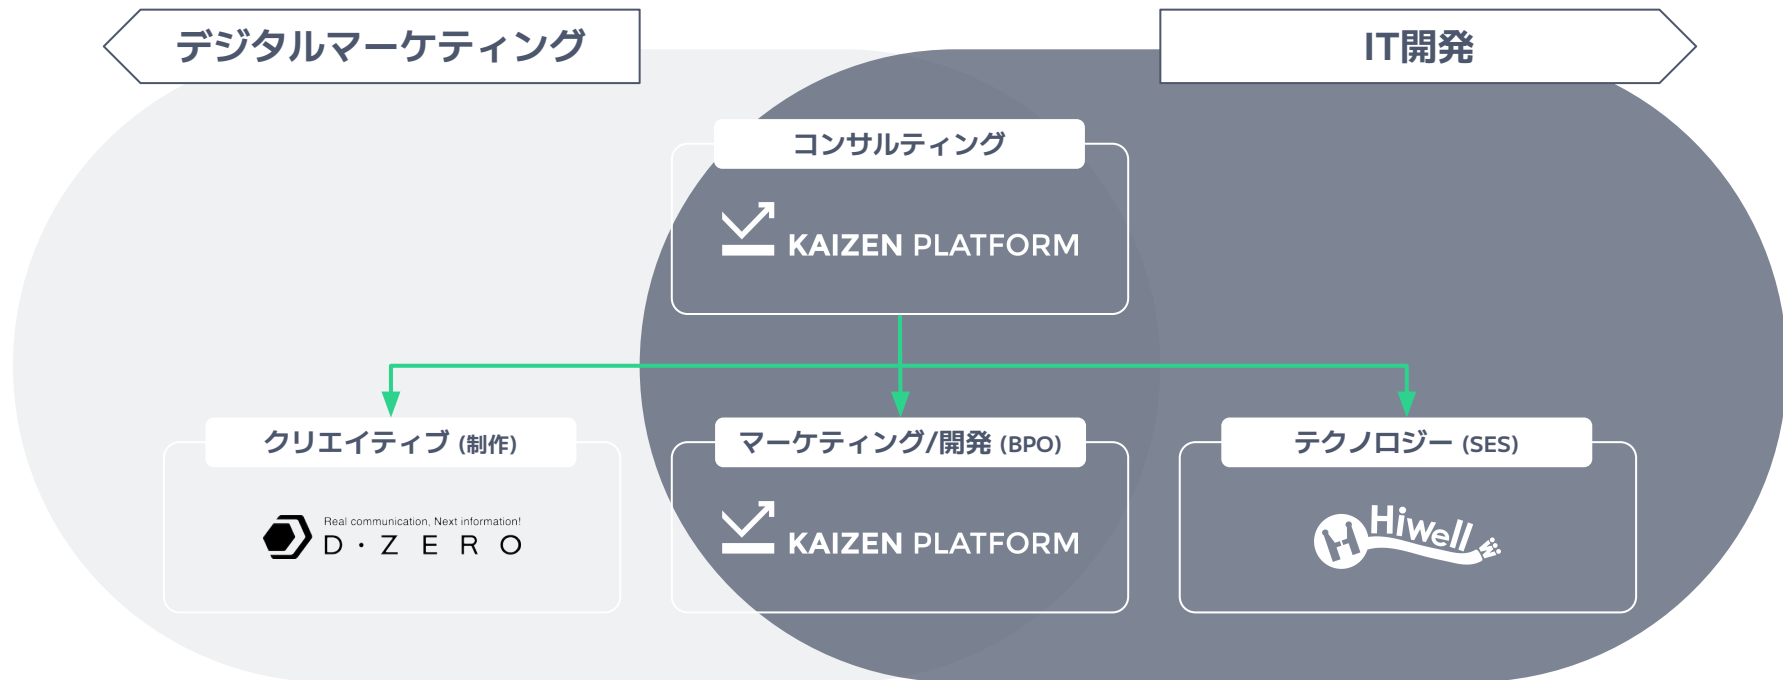 デジタルマーケティング
IT開発
コンサルティング
KAIZEN PLATFORM
クリエイティブ (制作)
Real communication, Next information!
D・ZERO
マーケティング/開発 (BPO)
KAIZEN PLATFORM
テクノロジー (SES)
Hiwell